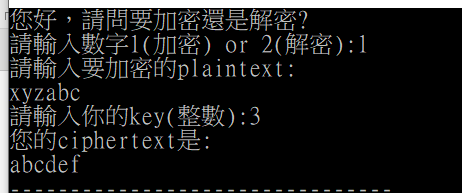 您好，請問要加密還是解密?
請輸入數字1(加密) or 2(解密):1
請輸入要加密的plaintext:
xyzabc
請輸入你的key(整數):3
您的ciphertext是:
abcdef
--------------------------------